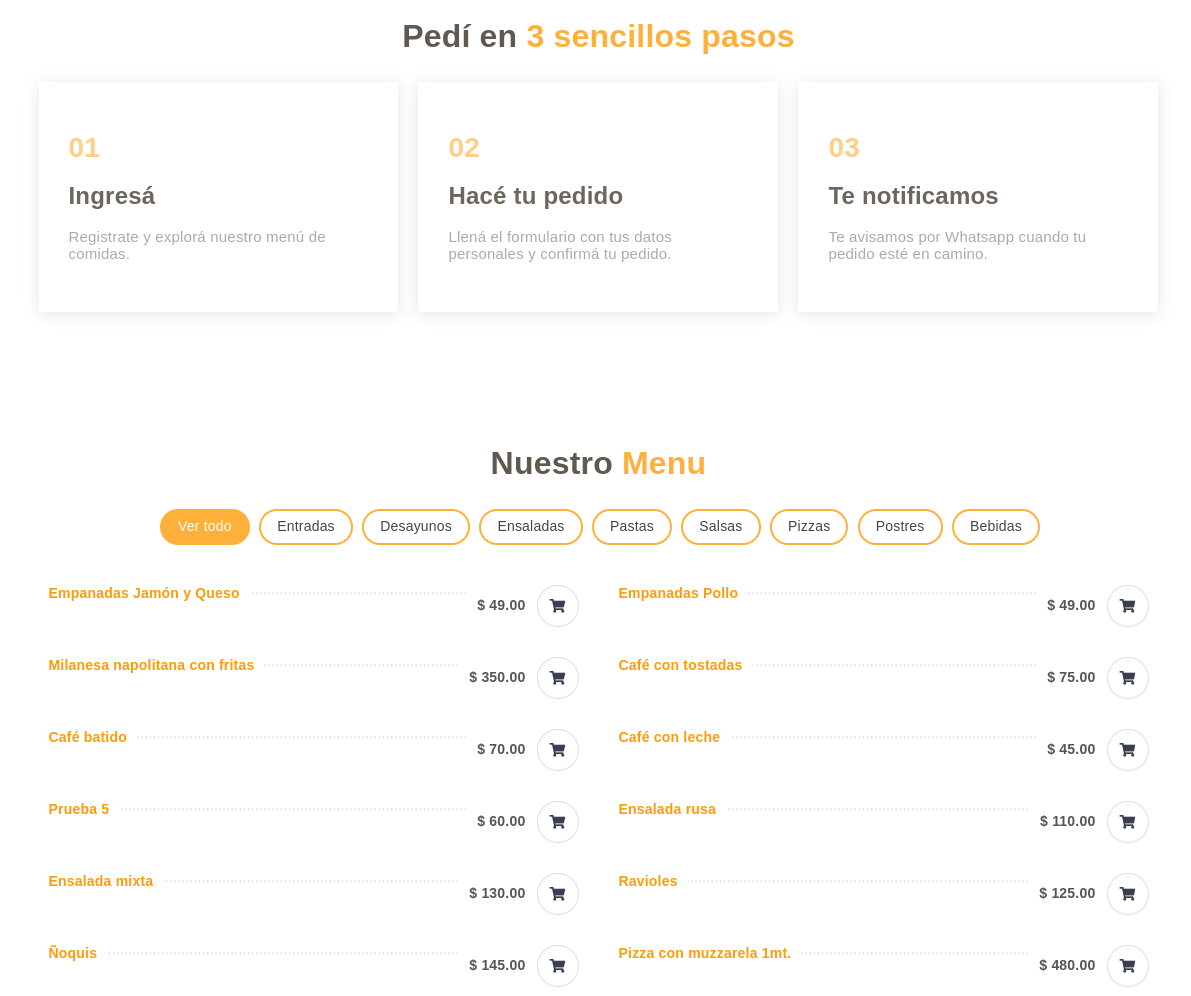 Pedí en 3 sencillos pasos
01
Ingresá
Registrate y explorá nuestro menú de
comidas.
02
Hacé tu pedido
Llená el formulario con tus datos
personales y confirmá tu pedido.
03
Te notificamos
Te avisamos por Whatsapp cuando tu
pedido esté en camino.
Nuestro Menu
Ver todo Entradas Desayunos Ensaladas Pastas Salsas Pizzas Postres Bebidas
Empanadas Jamón y Queso $ 49.00
Empanadas Pollo $ 49.00
Milanesa napolitana con fritas $ 350.00
Café con tostadas $ 75.00
Café batido $ 70.00
Café con leche $ 45.00
Prueba 5 $ 60.00
Ensalada rusa $ 110.00
Ensalada mixta $ 130.00
Ravioles $ 125.00
Ñoquis $ 145.00
Pizza con muzzarela 1mt. $ 480.00